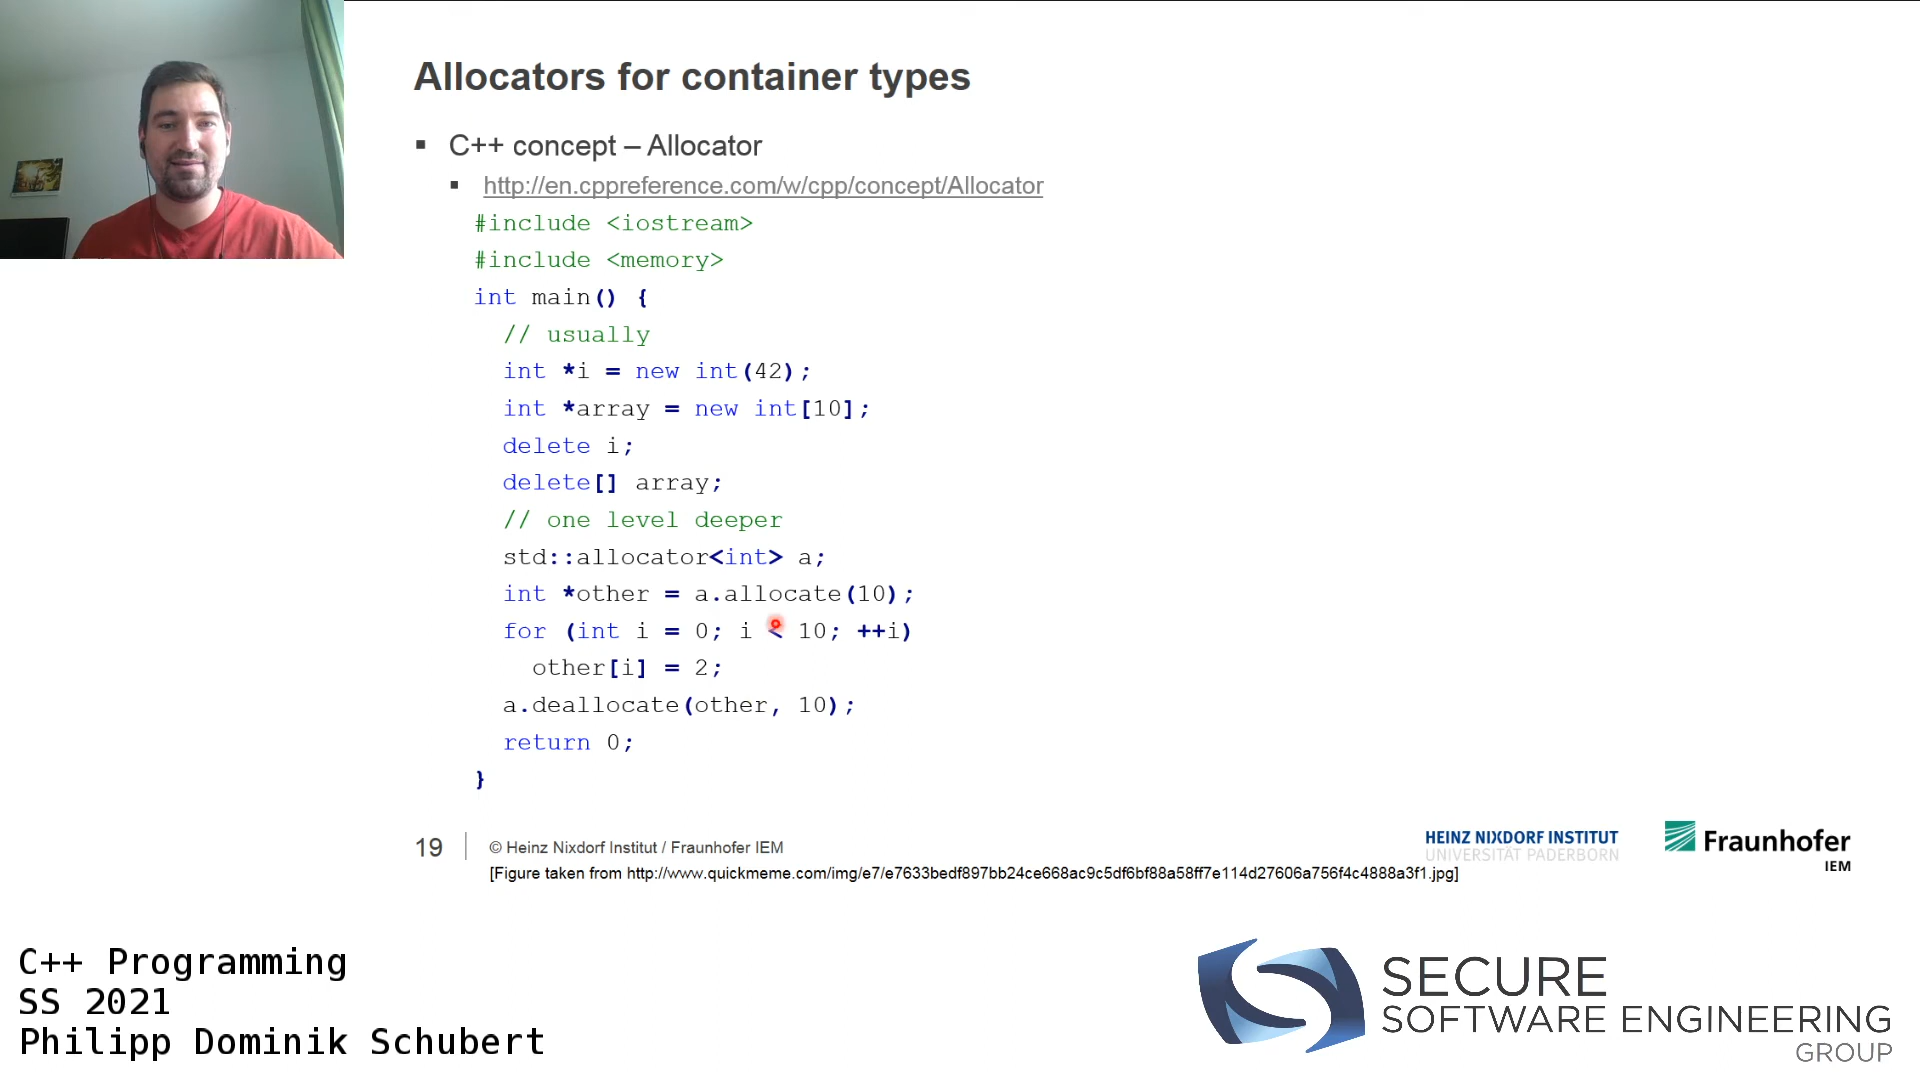 Allocators for container types
▪ C++ concept – Allocator
▪ http://en.cppreference.com/w/cpp/concept/Allocator
#include <iostream>
#include <memory>
int main() {
// usually
int *i = new int(42);
int *array = new int[10];
delete i;
delete[] array;
// one level deeper
std::allocator<int> a;
int *other = a.allocate(10);
for (int i = 0; i < 10; ++i)
other[i] = 2;
a.deallocate(other, 10);
return 0;
}
19
© Heinz Nixdorf Institut / Fraunhofer IEM
[Figure taken from http://www.quickmeme.com/img/e7/e7633bedf897bb24ce668ac9c5df6bf88a58ff7e114d27606a756f4c4888a3f1.jpg]
HEINZ NIXDORF INSTITUT
UNIVERSITÄT PADERBORN
Fraunhofer
IEM
C++ Programming
SS 2021
Philipp Dominik Schubert
SECURE
SOFTWARE ENGINEERING
GROUP